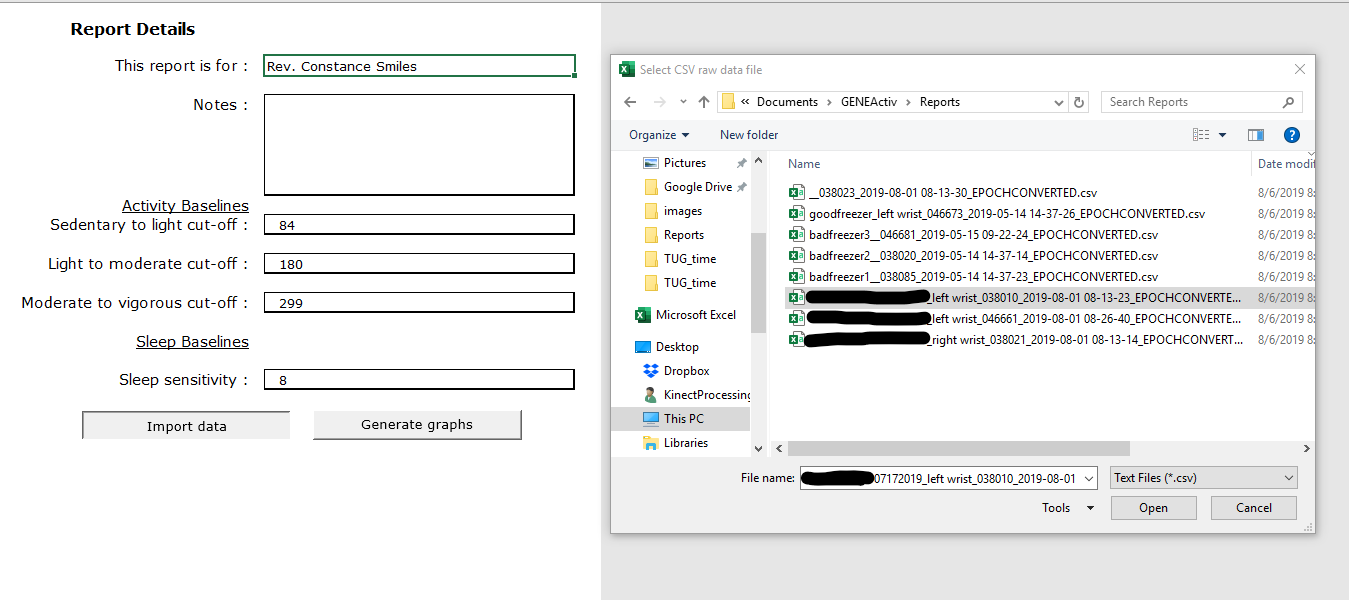 Report Details
This report is for :
Rev. Constance Smiles
Notes :
Activity Baselines
Sedentary to light cut-off :
84
Light to moderate cut-off :
180
Moderate to vigorous cut-off :
299
Sleep Baselines
Sleep sensitivity :
8
Import data
Generate graphs
Select CSV raw data file
« Documents › GENEActiv › Reports
Search Reports
Organize
New folder
Pictures
Google Drive
images
Reports
TUG_time
TUG_time
Microsoft Excel
Desktop
Dropbox
KinectProcessing
This PC
Libraries
Name
Date modif
__038023_2019-08-01 08-13-30_EPOCHCONVERTED.csv
8/6/2019 8:
goodfreezer_left wrist_046673_2019-05-14 14-37-26_EPOCHCONVERTED.csv
8/6/2019 8:
badfreezer3__046681_2019-05-15 09-22-24_EPOCHCONVERTED.csv
8/6/2019 8:
badfreezer2__038020_2019-05-14 14-37-14_EPOCHCONVERTED.csv
8/6/2019 8:
badfreezer1__038085_2019-05-14 14-37-23_EPOCHCONVERTED.csv
8/6/2019 8:
_left wrist_038010_2019-08-01 08-13-23_EPOCHCONVERTE...
8/6/2019 8:
_left wrist_046661_2019-08-01 08-26-40_EPOCHCONVERTE...
8/6/2019 8:
_right wrist_038021_2019-08-01 08-13-14_EPOCHCONVERT...
8/6/2019 8:
File name:
07172019_left wrist_038010_2019-08-01
Text Files (*.csv)
Tools
Open
Cancel